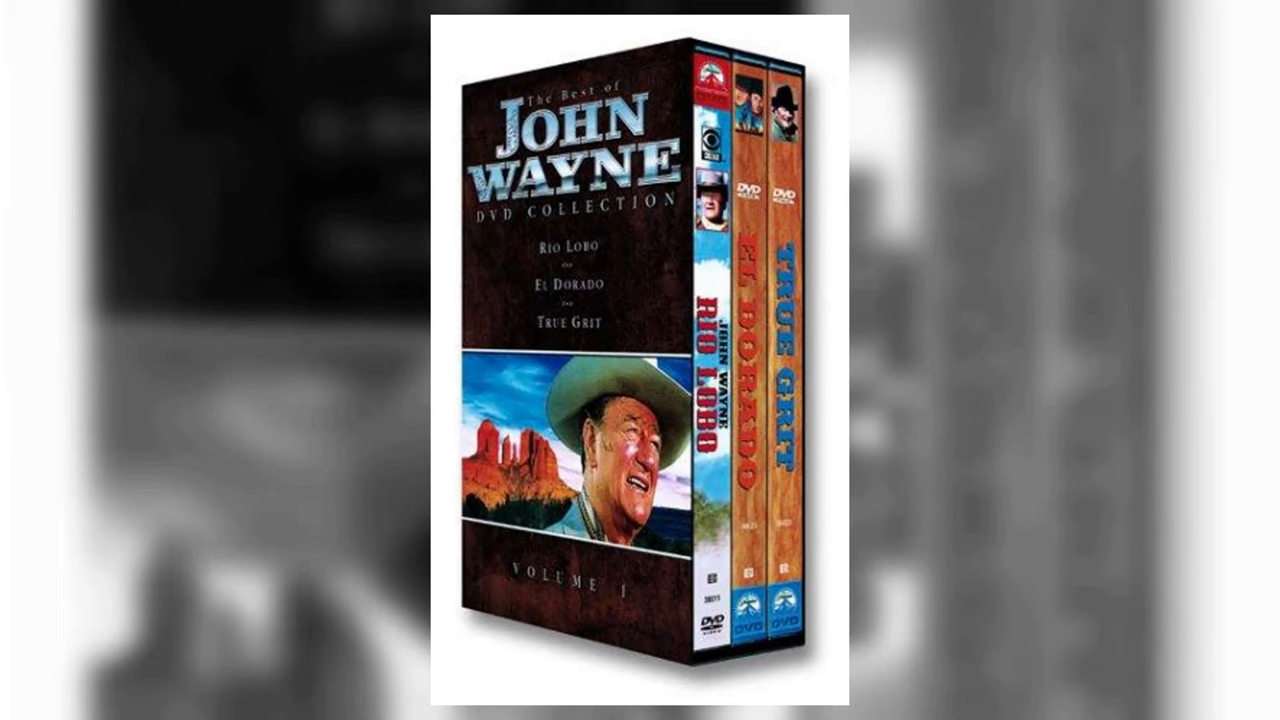 The Best of
JOHN
WAYNE
DVD COLLECTION
RIO LOBO
EL DORADO
TRUE GRIT
VOLUME I
JOHN WAYNE
RIO LOBO
DVD
VIDEO
DVD
EL DORADO
DVD
DVD
TRUE GRIT
DVD